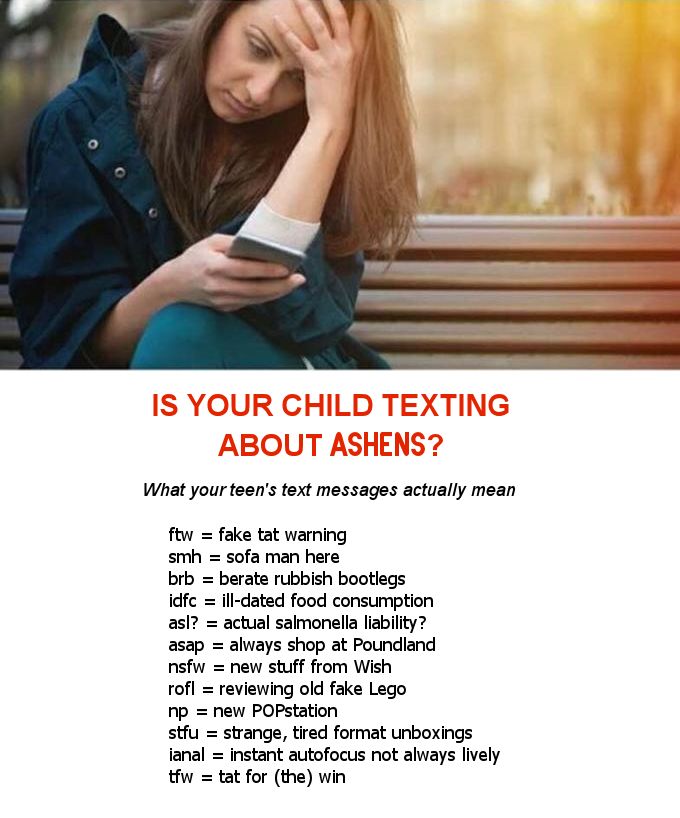 IS YOUR CHILD TEXTING
ABOUT ASHENS?
What your teen's text messages actually mean
ftw = fake tat warning
smh = sofa man here
brb = berate rubbish bootlegs
idfc = ill-dated food consumption
asl? = actual salmonella liability?
asap = always shop at Poundland
nsfw = new stuff from Wish
rofl = reviewing old fake Lego
np = new POPstation
stfu = strange, tired format unboxings
ianal = instant autofocus not always lively
tfw = tat for (the) win